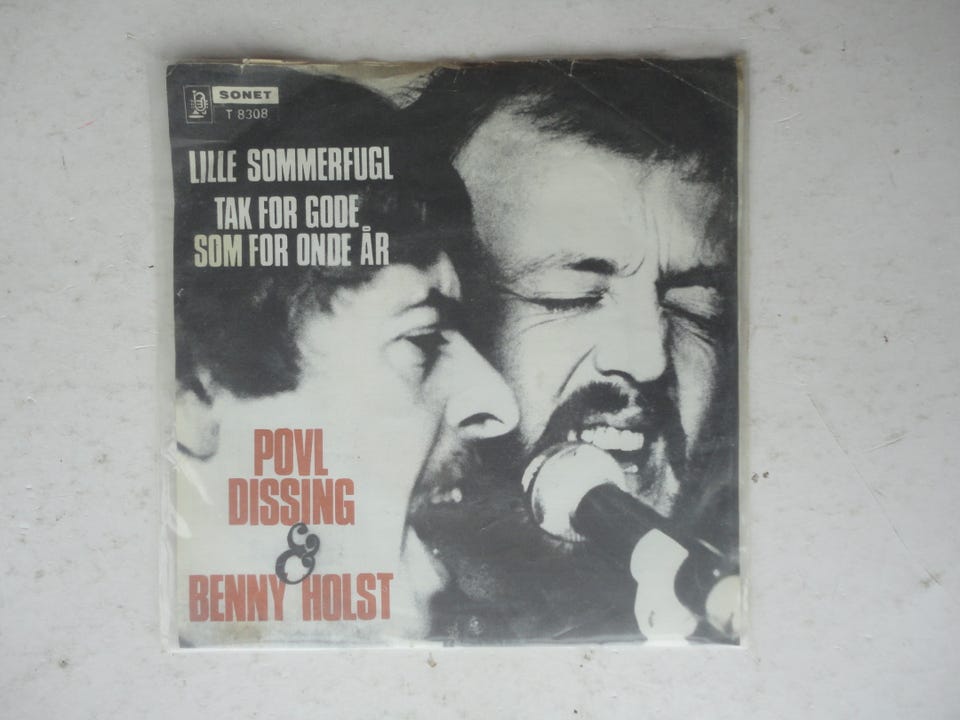 SONET
T 8308
LILLE SOMMERFUGL
TAK FOR GODE
SOM FOR ONDE ÅR
POVL
DISSING
&
BENNY HOLST